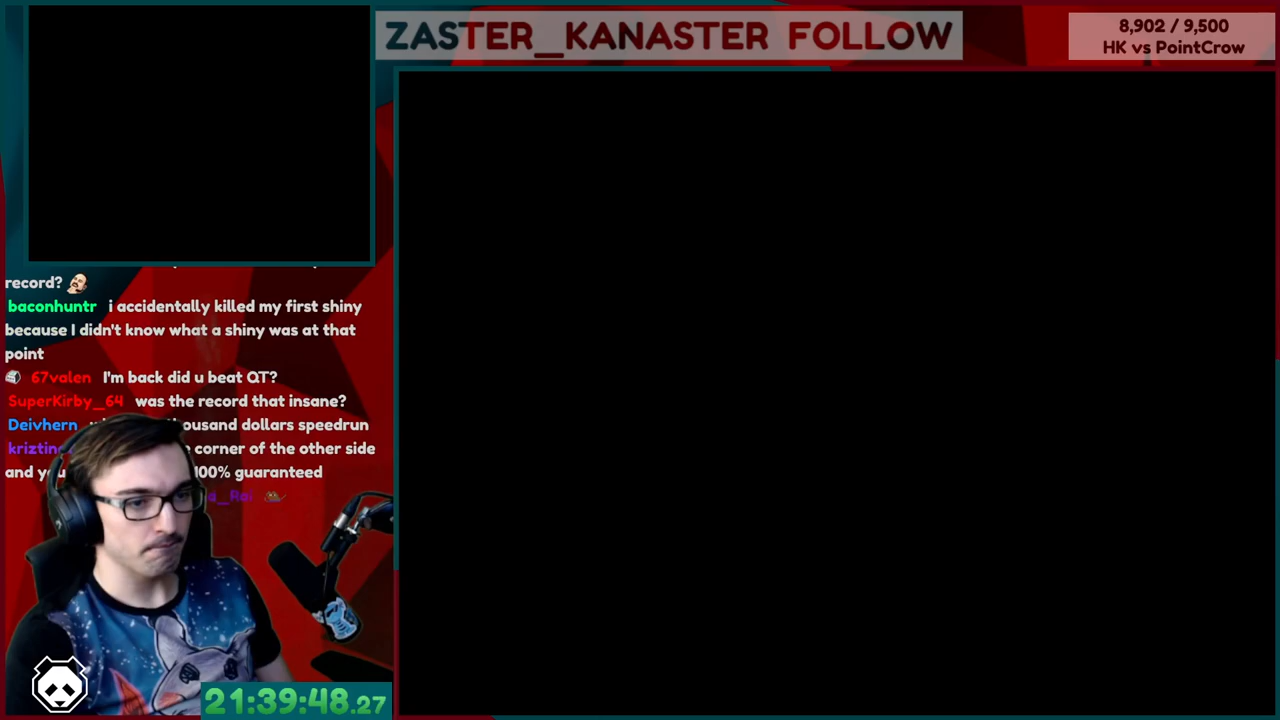 ZASTER_KANASTER FOLLOW
8,902 / 9,500
HK vs PointCrow
record?
baconhuntr i accidentally killed my first shiny
because I didn't know what a shiny was at that
point
67valen I'm back did u beat QT?
SuperKirby_64 was the record that insane?
Deivhern dollars speedrun
corner of the other side
and 100% guaranteed
21:39:48.27